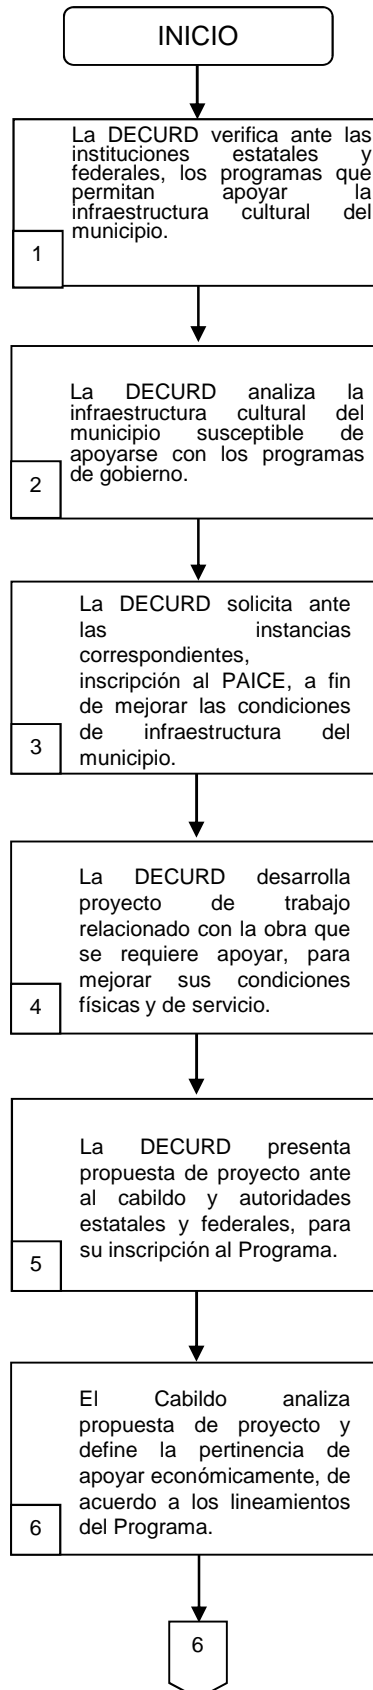 INICIO
La DECURD verifica ante las
instituciones estatales y
federales, los programas que
permitan apoyar la
infraestructura cultural del
municipio.
1
La DECURD analiza la
infraestructura cultural del
municipio susceptible de
apoyarse con los programas
de gobierno.
2
La DECURD solicita ante
las instancias
correspondientes,
inscripción al PAICE, a fin
de mejorar las condiciones
de infraestructura del
municipio.
3
La DECURD desarrolla
proyecto de trabajo
relacionado con la obra que
se requiere apoyar, para
mejorar sus condiciones
físicas y de servicio.
4
La DECURD presenta
propuesta de proyecto ante
al cabildo y autoridades
estatales y federales, para
su inscripción al Programa.
5
El Cabildo analiza
propuesta de proyecto y
define la pertinencia de
apoyar económicamente, de
acuerdo a los lineamientos
del Programa.
6
6